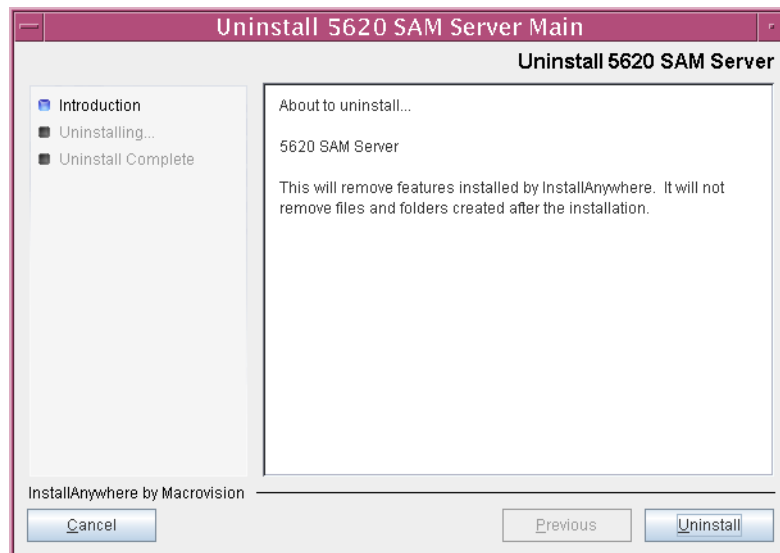 Uninstall 5620 SAM Server Main
Uninstall 5620 SAM Server
Introduction
Uninstalling...
Uninstall Complete
About to uninstall...
5620 SAM Server
This will remove features installed by InstallAnywhere. It will not
remove files and folders created after the installation.
InstallAnywhere by Macrovision
Cancel
Previous
Uninstall